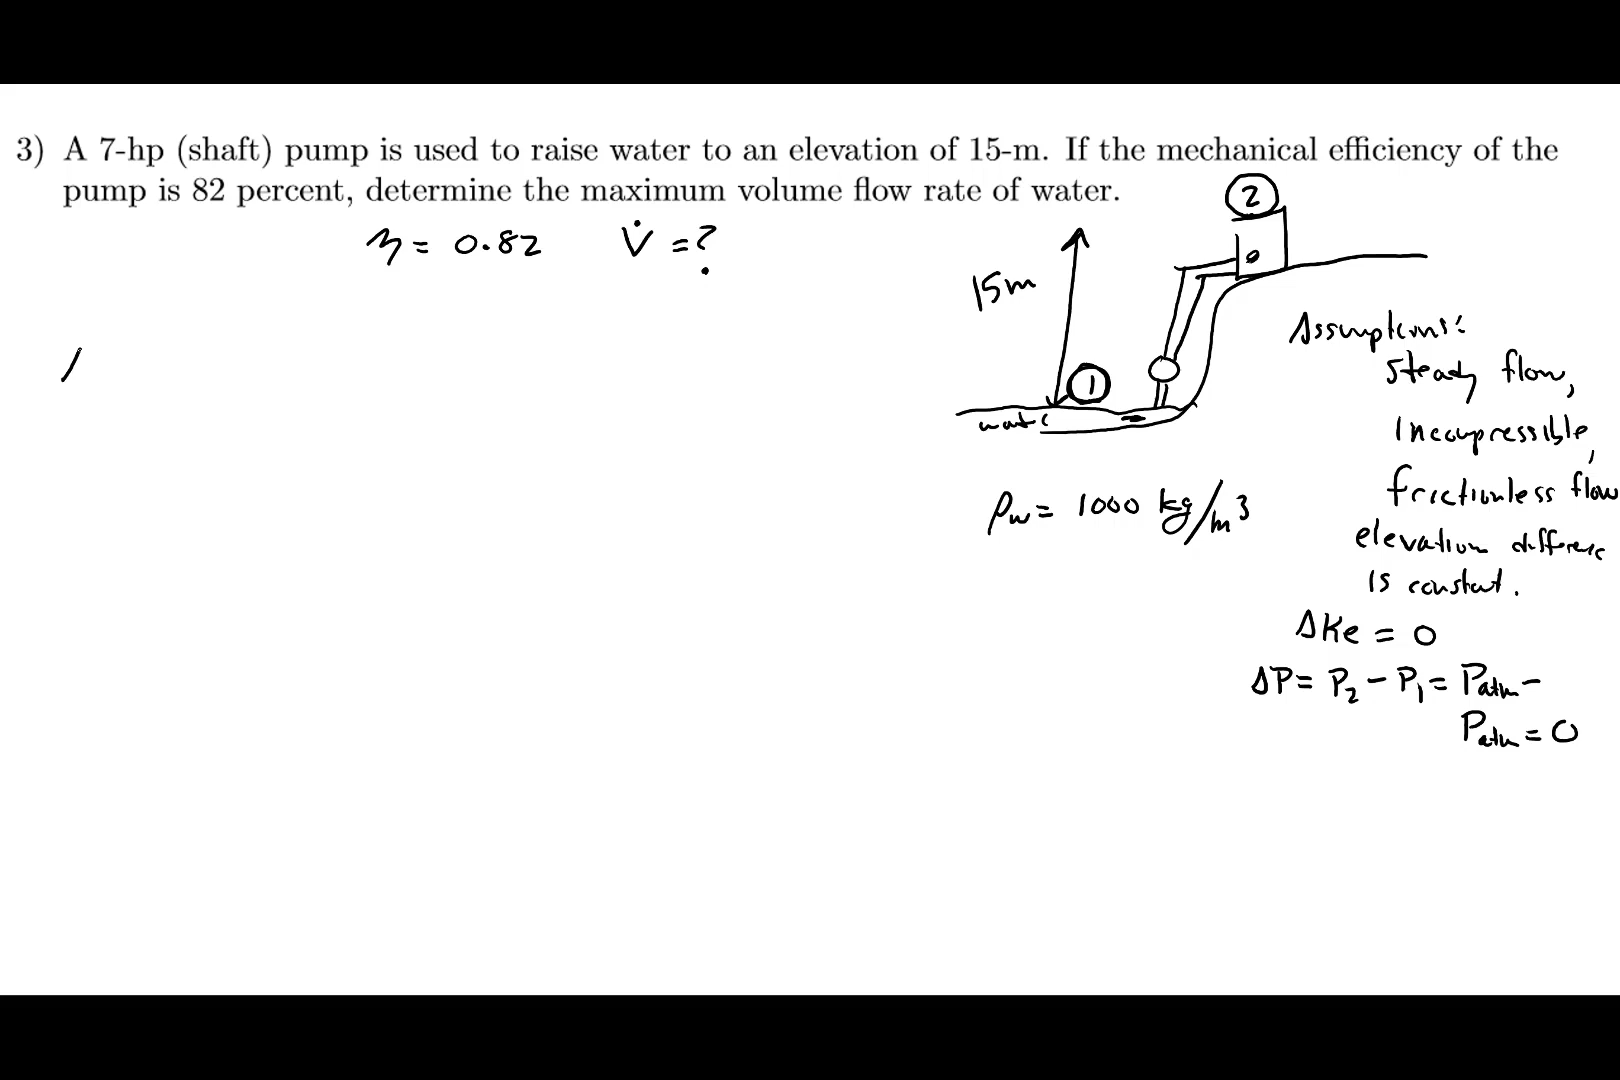 3) A 7-hp (shaft) pump is used to raise water to an elevation of 15-m. If the mechanical efficiency of the
pump is 82 percent, determine the maximum volume flow rate of water.
η = 0.82 V̇ = ?
2
15m
1
Assumptions:
steady flow,
Incompressible,
frictionless flow
elevation differenc
is constant.
ρw = 1000 kg/m3
ΔKe = 0
ΔP = P2 - P1 = Patm -
Patm = 0